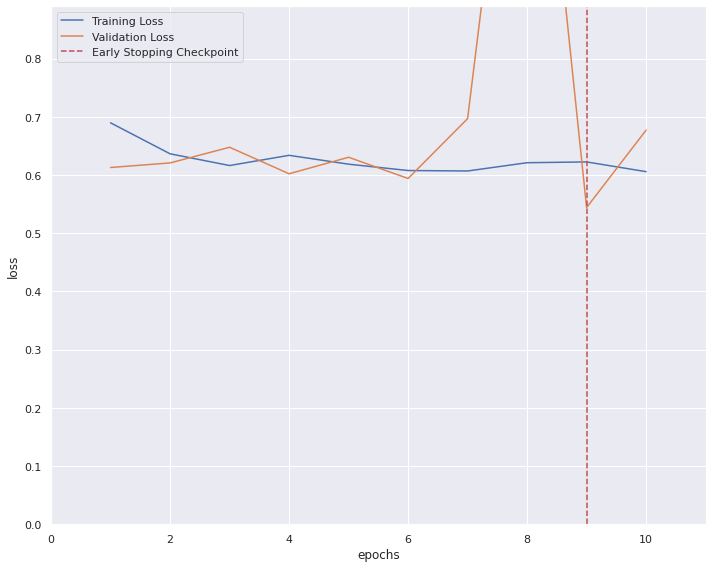 Training Loss
Validation Loss
Early Stopping Checkpoint
0.8
0.7
0.6
0.5
0.4
0.3
0.2
0.1
0.0
loss
0 2 4 6 8 10
epochs